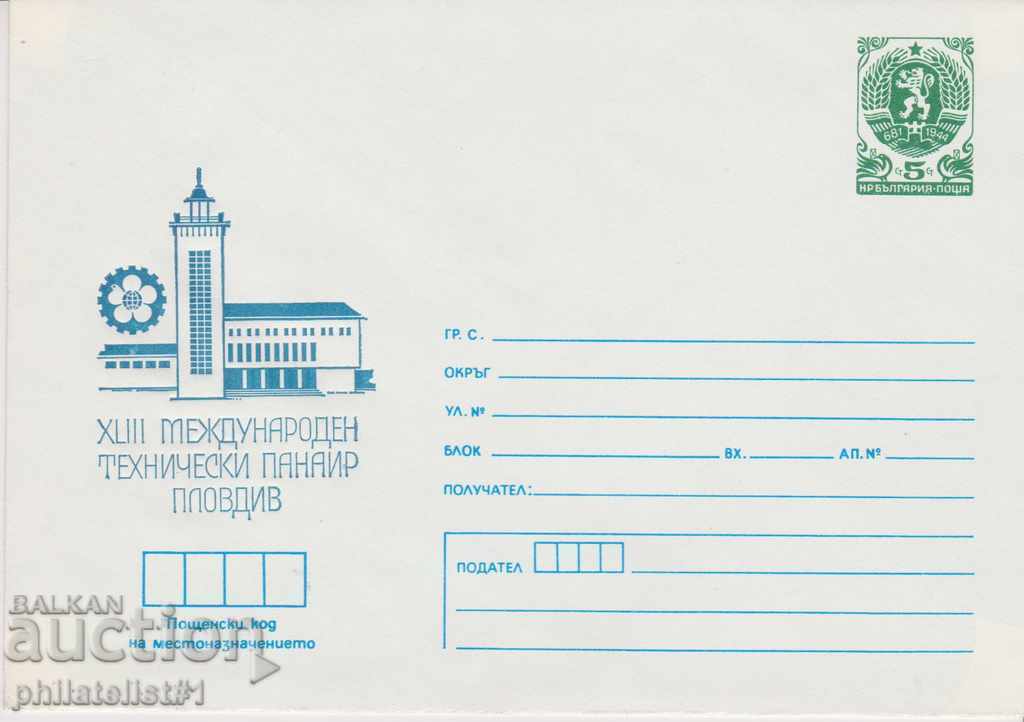 681 1944
СТ 5 СТ
НР БЪЛГАРИЯ·ПОЩА
XLIII МЕЖДУНАРОДЕН
ТЕХНИЧЕСКИ ПАНАИР
ПЛОВДИВ
ГР. С.
ОКРЪГ
УЛ. №
БЛОК ВХ. АП. №
ПОЛУЧАТЕЛ:
ПОДАТЕЛ
Пощенски код
на местоназначението
BALKAN
auction
philatelist#1